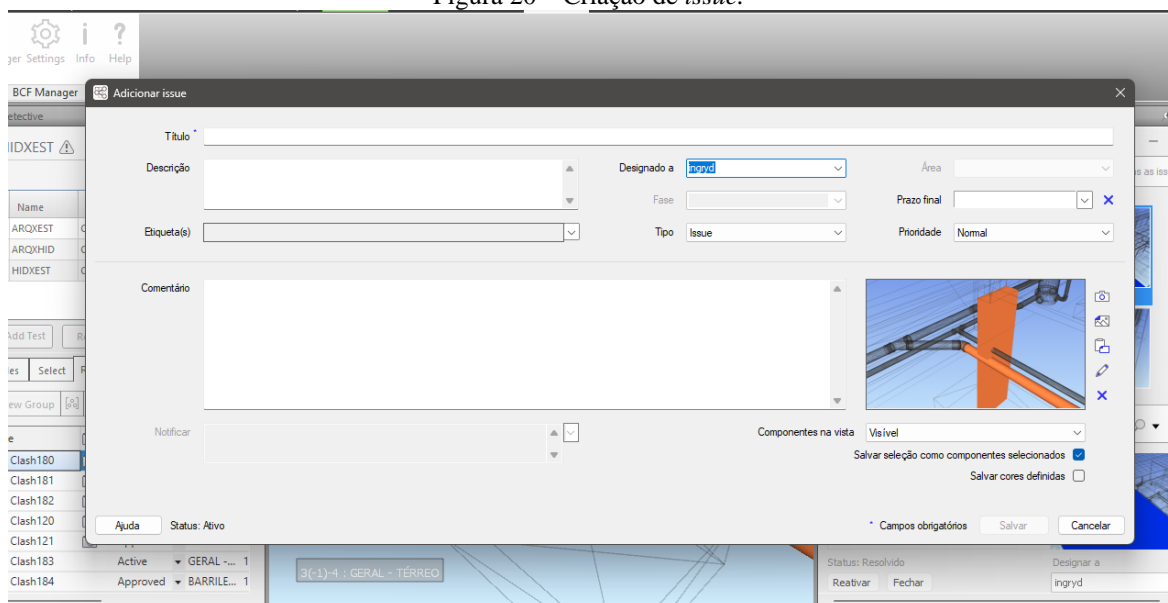 Figura 20 – Criação de issue.
ger Settings Info Help
BCF Manager
Adicionar issue
etective
HIDXEST
Título *
Descrição
Designado a ingryd
Área
Fase
Prazo final
Etiqueta(s)
Tipo Issue
Prioridade Normal
Name
ARQXEST
ARQXHID
HIDXEST
as as iss
Comentário
Add Test
les Select
ew Group
Notificar
Componentes na vista Visível
Salvar seleção como componentes selecionados
Salvar cores definidas
Clash180
Clash181
Clash182
Clash120
Clash121
Ajuda Status: Ativo
* Campos obrigatórios Salvar Cancelar
Clash183 Active GERAL -... 1
Clash184 Approved BARRILE... 1
3(-1)-4 : GERAL - TÉRREO
Status: Resolvido Designar a
Reativar Fechar ingryd